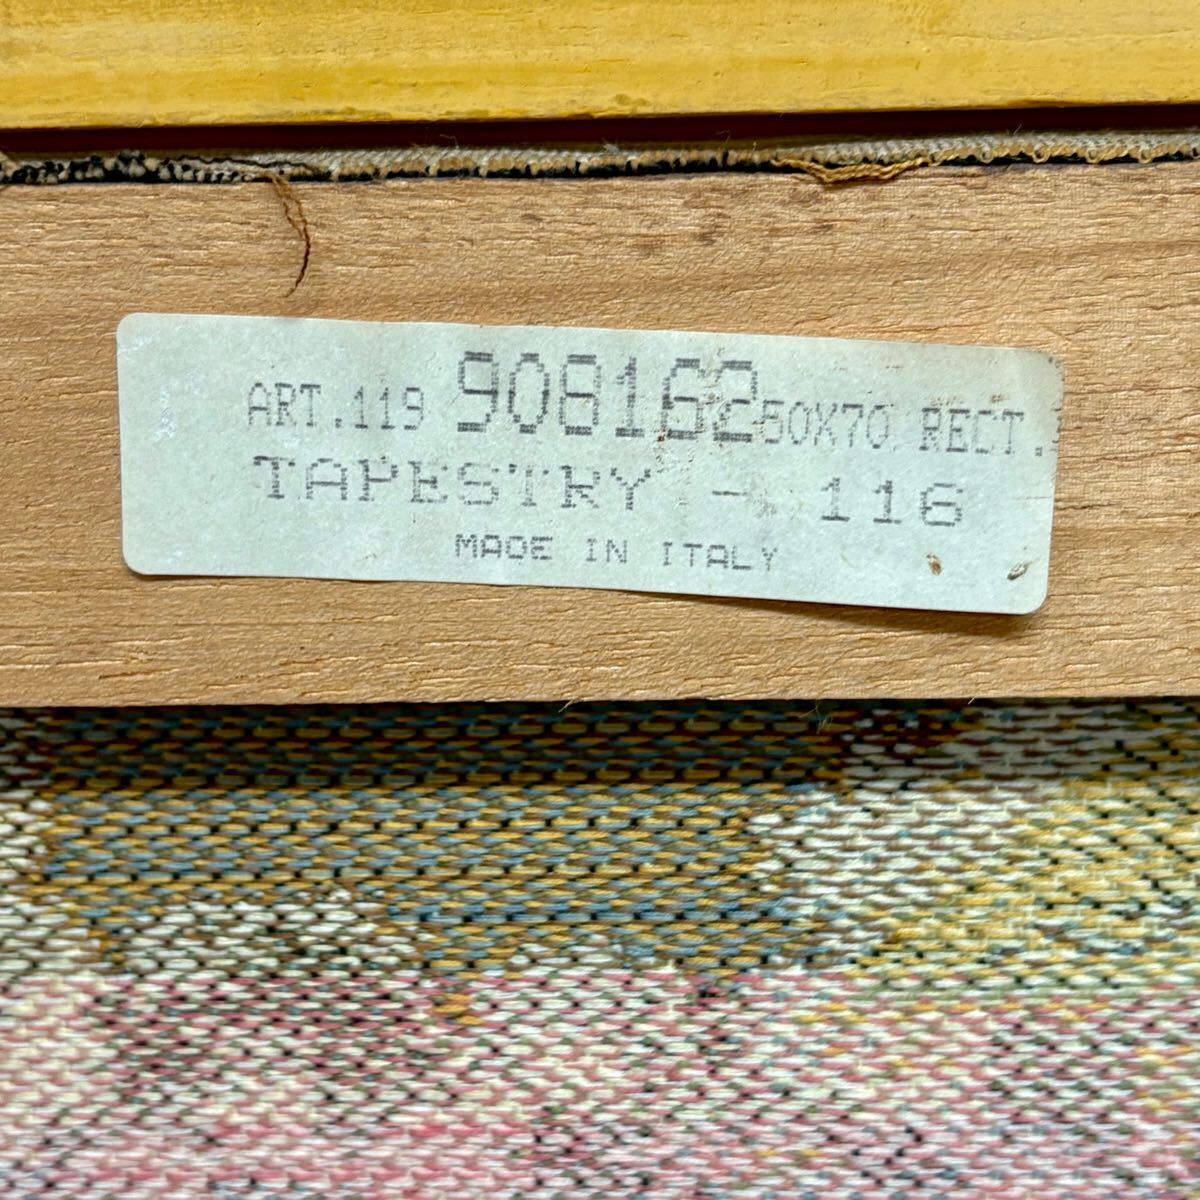 ART.119 908162 50X70 RECT.
TAPESTRY - 116
MADE IN ITALY